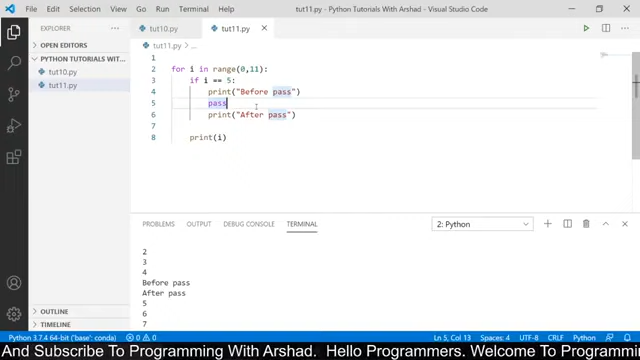 File Edit Selection View Go Run Terminal Help tut11.py - Python Tutorials With Arshad - Visual Studio Code
EXPLORER
OPEN EDITORS
PYTHON TUTORIALS WITH...
tut10.py
tut11.py
OUTLINE
TIMELINE
tut10.py tut11.py
tut11.py > ...
1
2 for i in range(0,11):
3 if i == 5:
4 print("Before pass")
5 pass
6 print("After pass")
7
8 print(i)
PROBLEMS OUTPUT DEBUG CONSOLE TERMINAL 2: Python
2
3
4
Before pass
After pass
5
6
7
Python 3.7.4 64-bit ('base': conda) 0 0 Ln 5, Col 13 Spaces: 4 UTF-8 CRLF Python
And Subscribe To Programming With Arshad. Hello Programmers. Welcome To Programmi